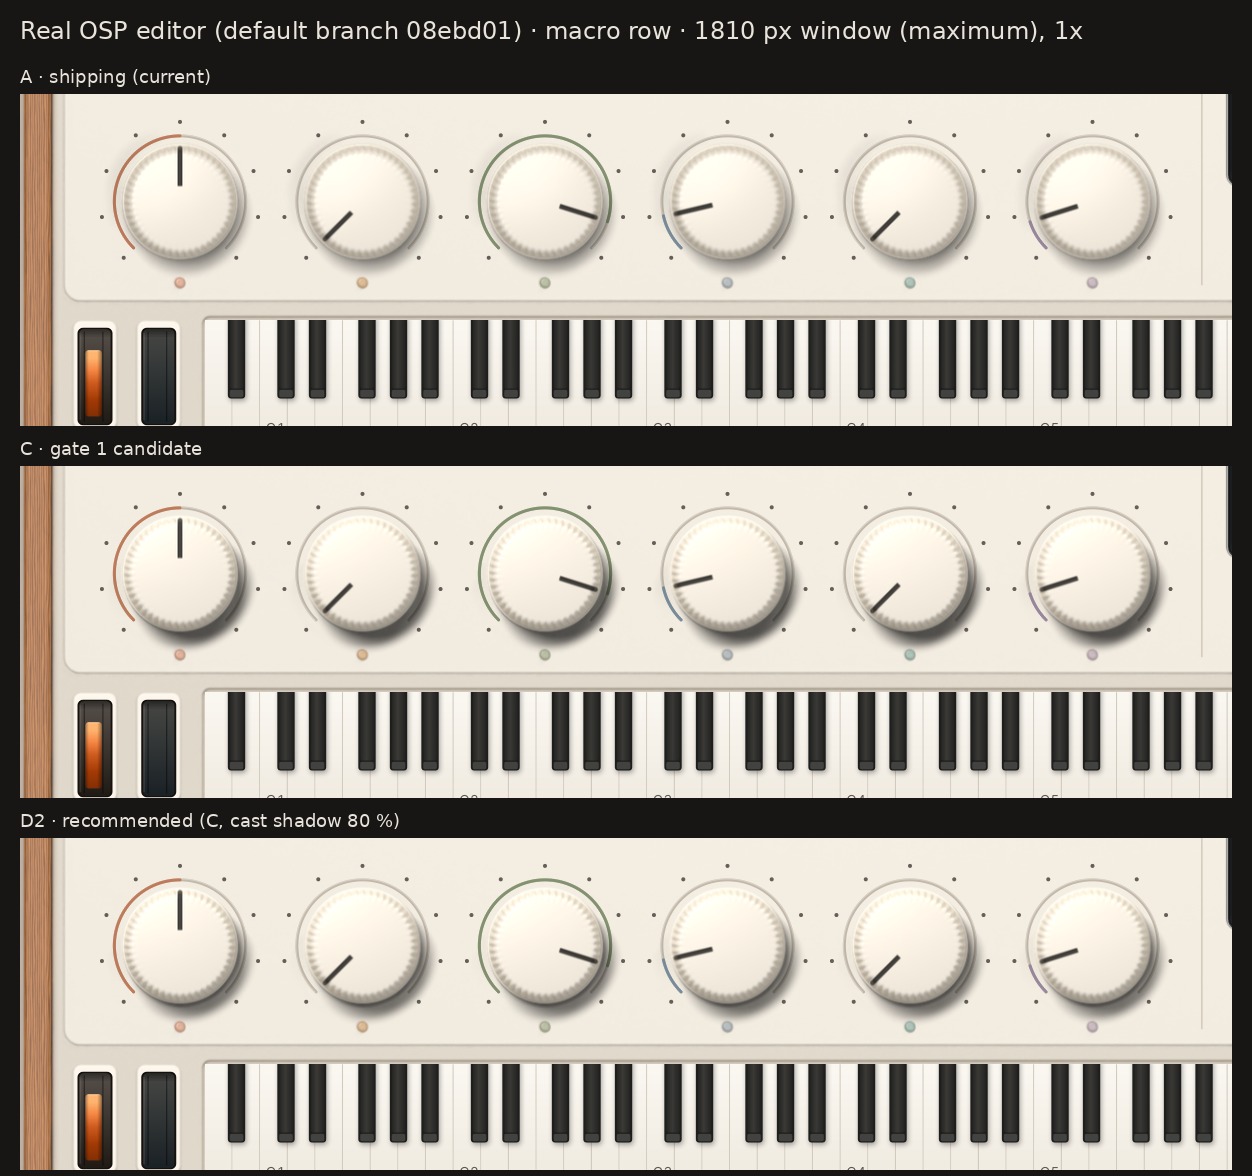 Real OSP editor (default branch 08ebd01) · macro row · 1810 px window (maximum), 1x
A · shipping (current)
C · gate 1 candidate
D2 · recommended (C, cast shadow 80 %)